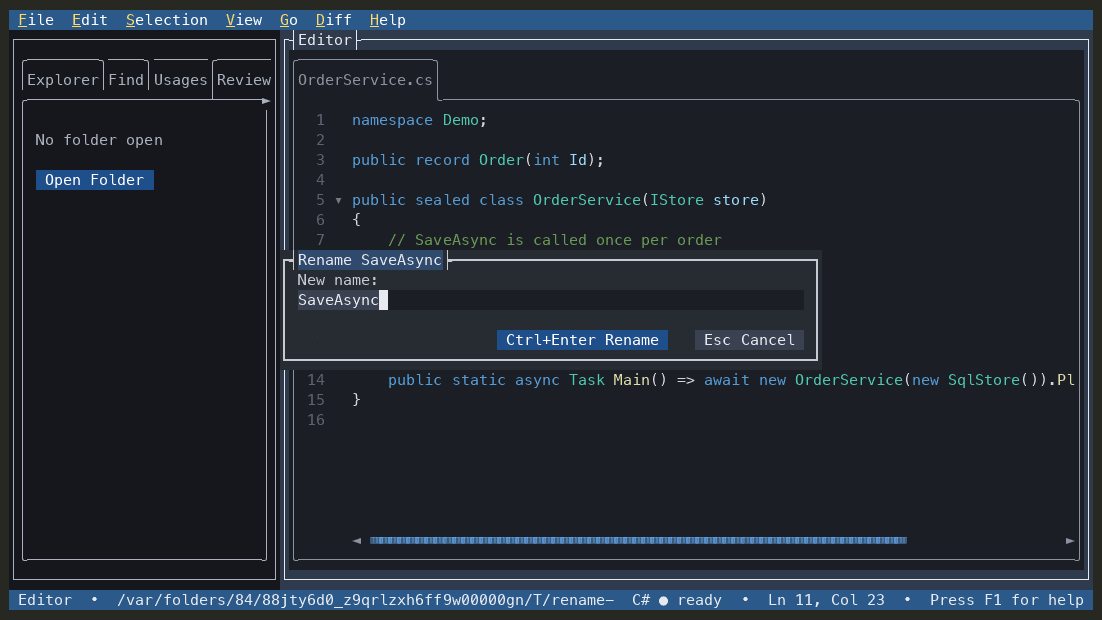 File Edit Selection View Go Diff Help
Editor
Explorer Find Usages Review
OrderService.cs
No folder open
Open Folder
1 namespace Demo;
2
3 public record Order(int Id);
4
5 ▾ public sealed class OrderService(IStore store)
6 {
7 // SaveAsync is called once per order
Rename SaveAsync
New name:
SaveAsync
Ctrl+Enter Rename Esc Cancel
14 public static async Task Main() => await new OrderService(new SqlStore()).Pl
15 }
16
Editor • /var/folders/84/88jty6d0_z9qrlzxh6ff9w00000gn/T/rename— C# ● ready • Ln 11, Col 23 • Press F1 for help